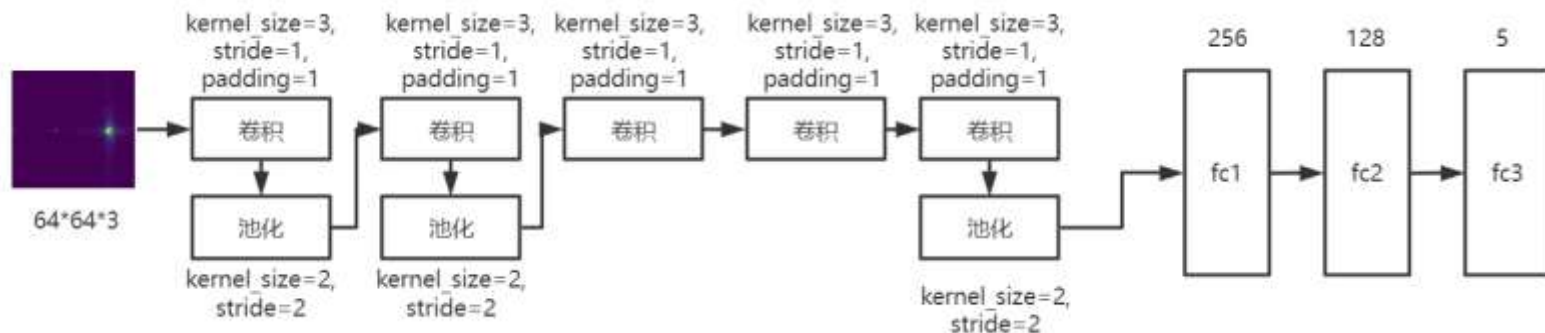 kernel_size=3,
stride=1,
padding=1
kernel_size=3,
stride=1,
padding=1
kernel_size=3,
stride=1,
padding=1
kernel_size=3,
stride=1,
padding=1
kernel_size=3,
stride=1,
padding=1
256
128
5
卷积
卷积
卷积
卷积
卷积
fc1
fc2
fc3
64*64*3
池化
池化
池化
kernel_size=2,
stride=2
kernel_size=2,
stride=2
kernel_size=2,
stride=2